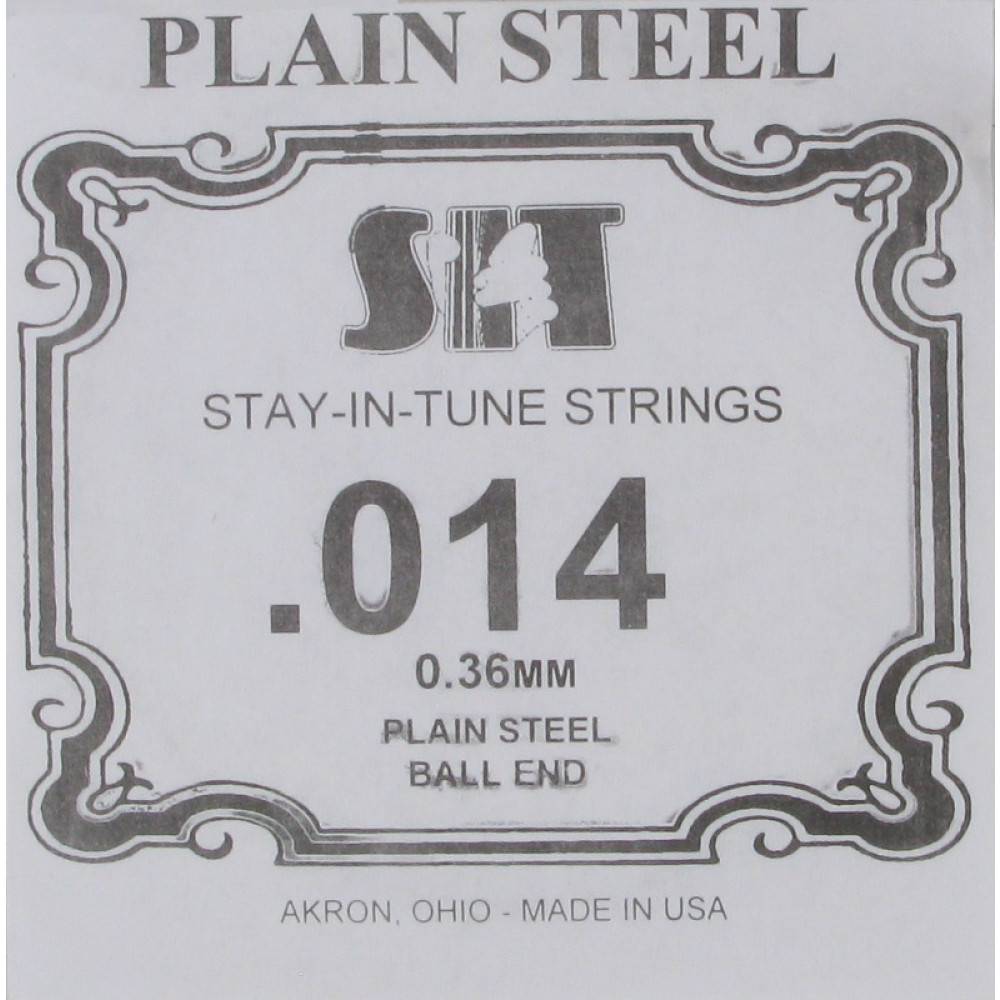 PLAIN STEEL
SIT
STAY-IN-TUNE STRINGS
.014
0.36MM
PLAIN STEEL
BALL END
AKRON, OHIO - MADE IN USA